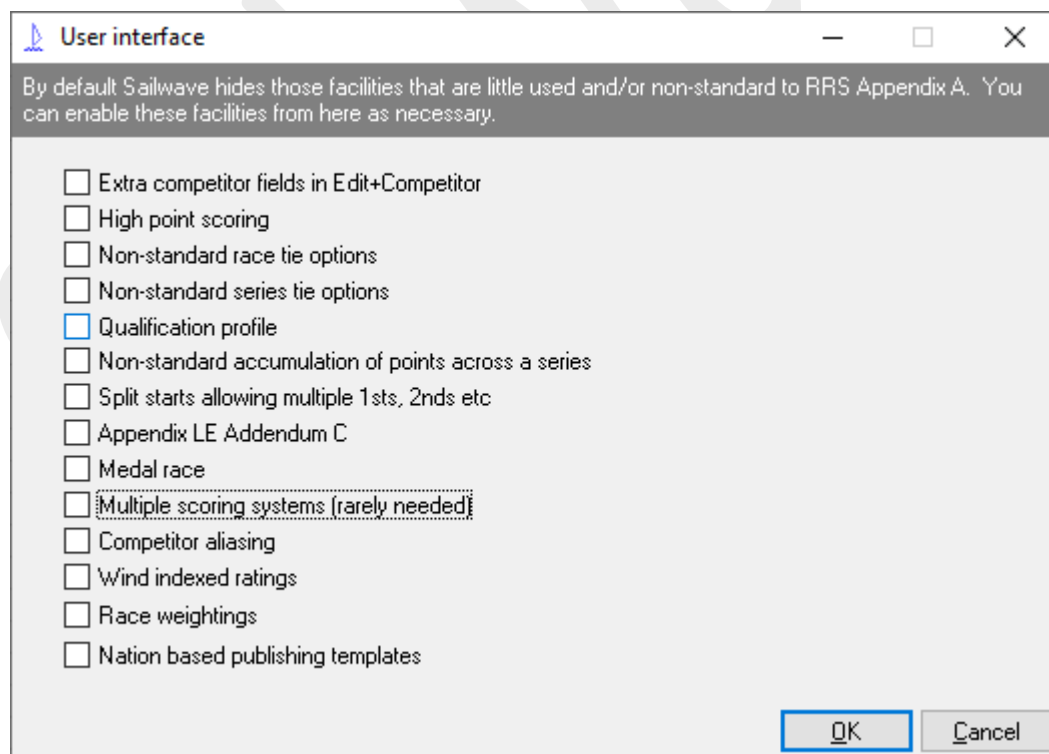 User interface
By default Sailwave hides those facilities that are little used and/or non-standard to RRS Appendix A. You
can enable these facilities from here as necessary.
Extra competitor fields in Edit+Competitor
High point scoring
Non-standard race tie options
Non-standard series tie options
Qualification profile
Non-standard accumulation of points across a series
Split starts allowing multiple 1sts, 2nds etc
Appendix LE Addendum C
Medal race
Multiple scoring systems (rarely needed)
Competitor aliasing
Wind indexed ratings
Race weightings
Nation based publishing templates
OK Cancel